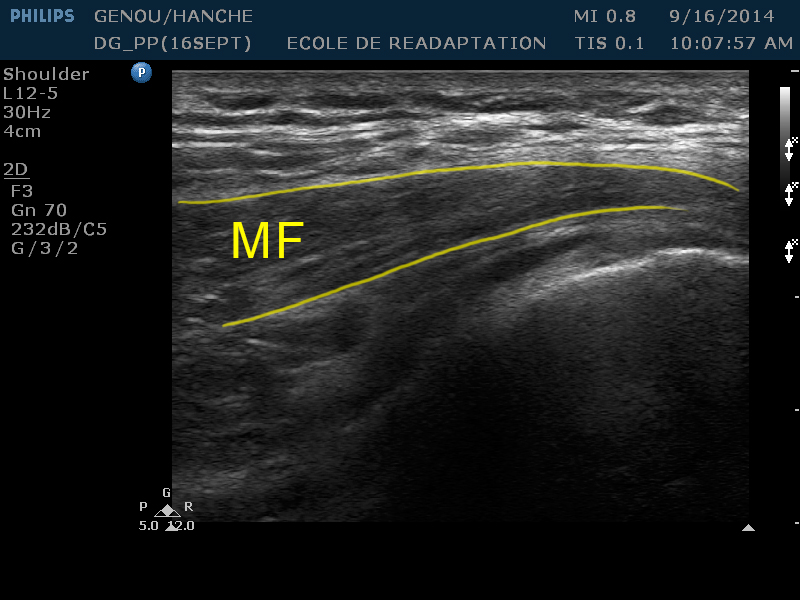 PHILIPS GENOU/HANCHE MI 0.8 9/16/2014
DG_PP(16SEPT) ECOLE DE READAPTATION TIS 0.1 10:07:57 AM
Shoulder
L12-5
30Hz
4cm
2D
F3
Gn 70
232dB/C5
G/3/2
P
MF
G
P R
5.0 12.0